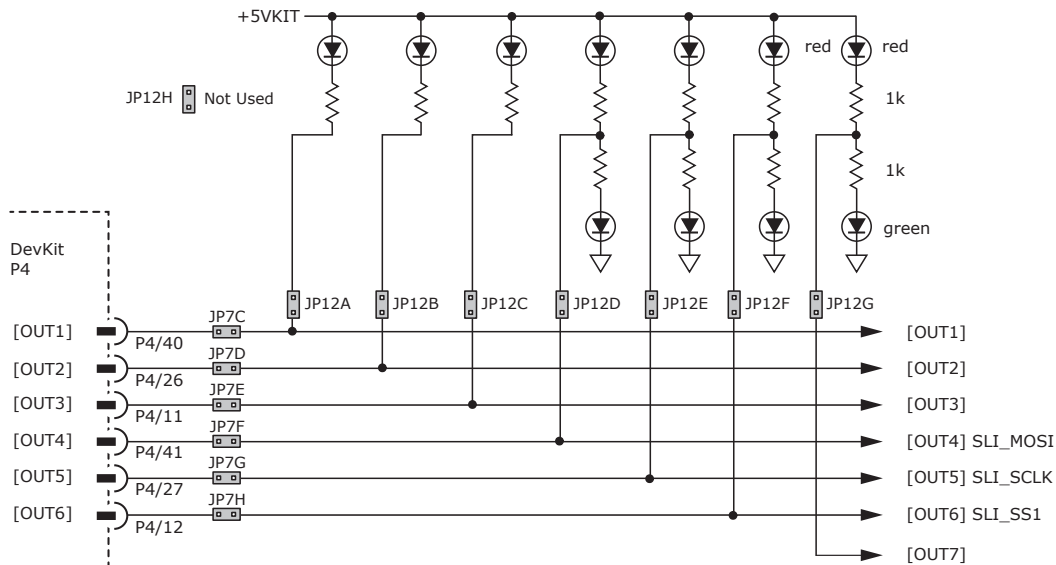 +5VKIT
red red
JP12H Not Used
1k
1k
green
DevKit
P4
JP12A JP12B JP12C JP12D JP12E JP12F JP12G
JP7C
[OUT1] P4/40 [OUT1]
JP7D
[OUT2] P4/26 [OUT2]
JP7E
[OUT3] P4/11 [OUT3]
JP7F
[OUT4] P4/41 [OUT4] SLI_MOSI
JP7G
[OUT5] P4/27 [OUT5] SLI_SCLK
JP7H
[OUT6] P4/12 [OUT6] SLI_SS1
[OUT7]